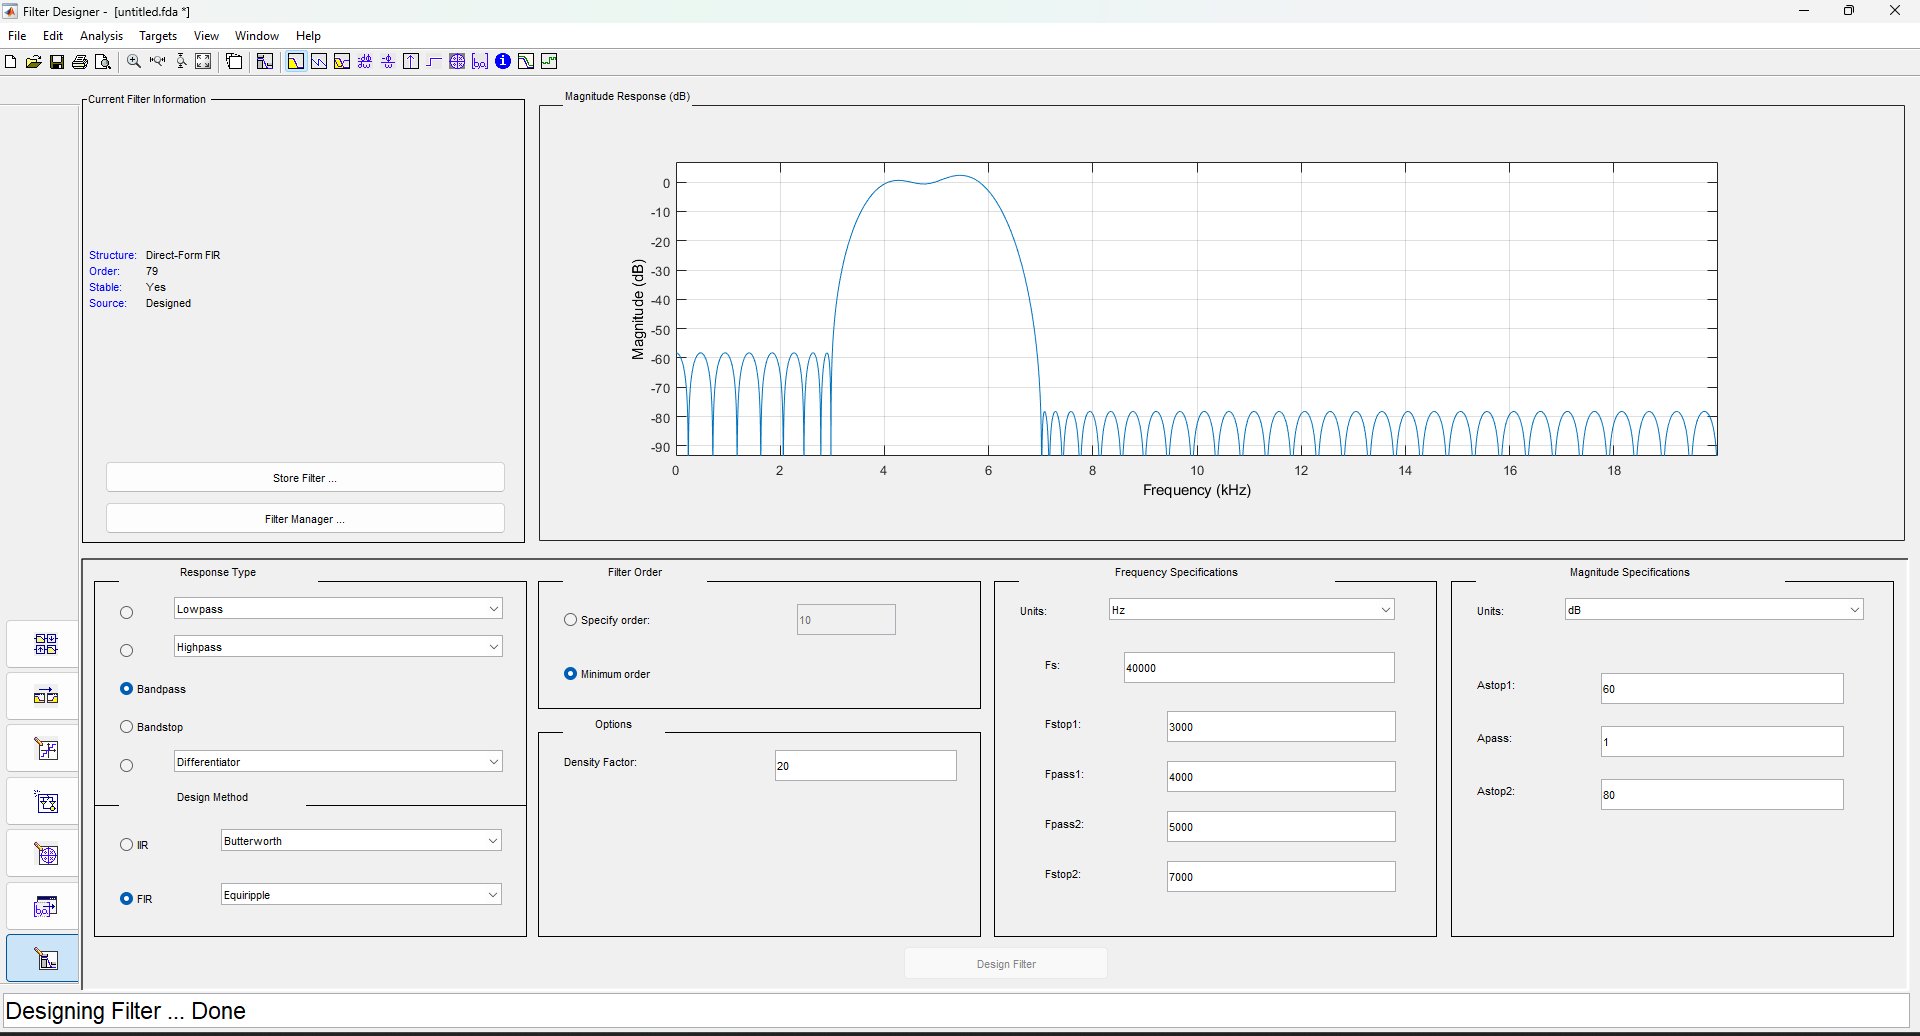 Filter Designer - [untitled.fda *]
File Edit Analysis Targets View Window Help
Current Filter Information
Structure: Direct-Form FIR
Order: 79
Stable: Yes
Source: Designed
Store Filter ...
Filter Manager ...
Magnitude Response (dB)
0
-10
-20
-30
-40
-50
-60
-70
-80
-90
Magnitude (dB)
0 2 4 6 8 10 12 14 16 18
Frequency (kHz)
Response Type
Lowpass
Highpass
Bandpass
Bandstop
Differentiator
Design Method
IIR Butterworth
FIR Equiripple
Filter Order
Specify order: 10
Minimum order
Options
Density Factor: 20
Frequency Specifications
Units: Hz
Fs: 40000
Fstop1: 3000
Fpass1: 4000
Fpass2: 5000
Fstop2: 7000
Magnitude Specifications
Units: dB
Astop1: 60
Apass: 1
Astop2: 80
Design Filter
Designing Filter ... Done